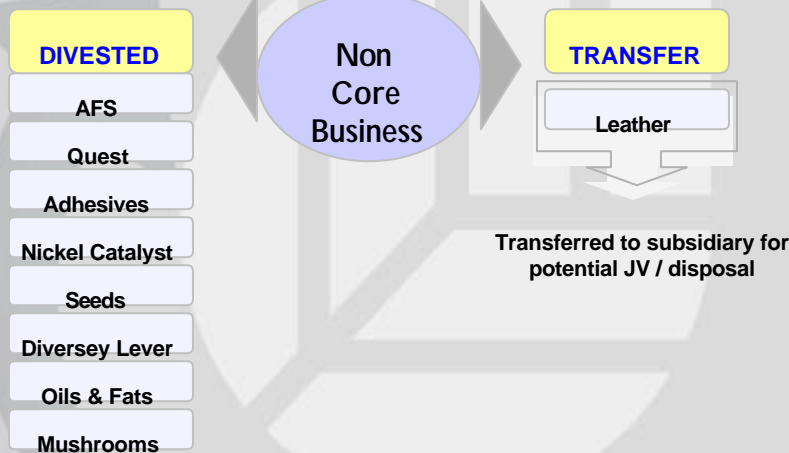 DIVESTED
AFS
Quest
Adhesives
Nickel Catalyst
Seeds
Diversey Lever
Oils & Fats
Mushrooms
Non
Core
Business
TRANSFER
Leather
Transferred to subsidiary for
potential JV / disposal